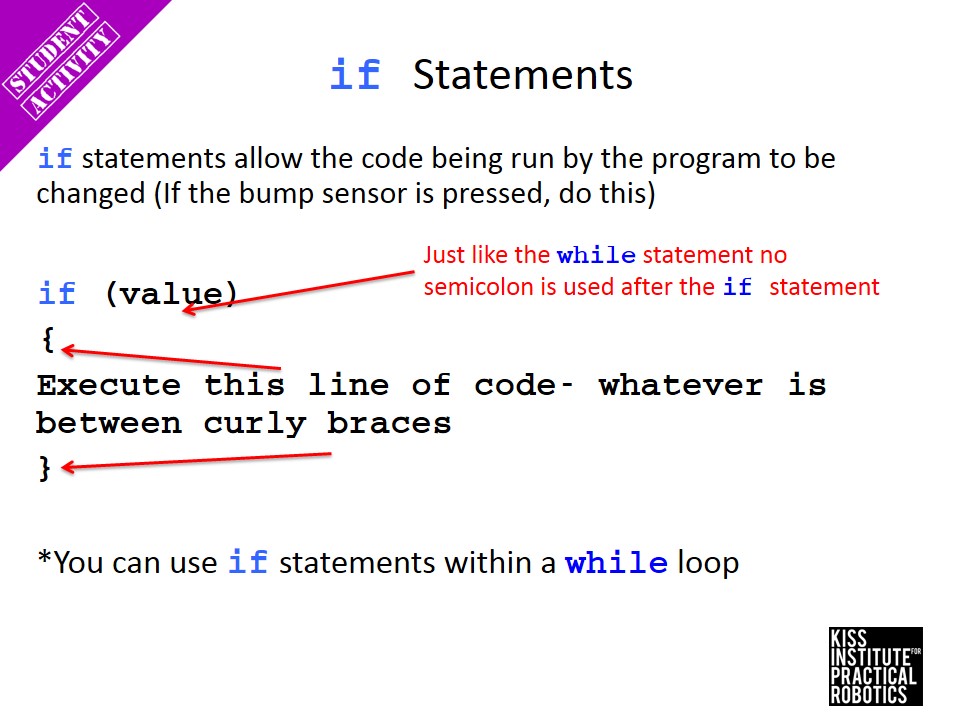 STUDENT
ACTIVITY
if Statements
if statements allow the code being run by the program to be
changed (If the bump sensor is pressed, do this)
Just like the while statement no
semicolon is used after the if statement
if (value)
{
Execute this line of code- whatever is
between curly braces
}
*You can use if statements within a while loop
KISS
INSTITUTE FOR
PRACTICAL
ROBOTICS